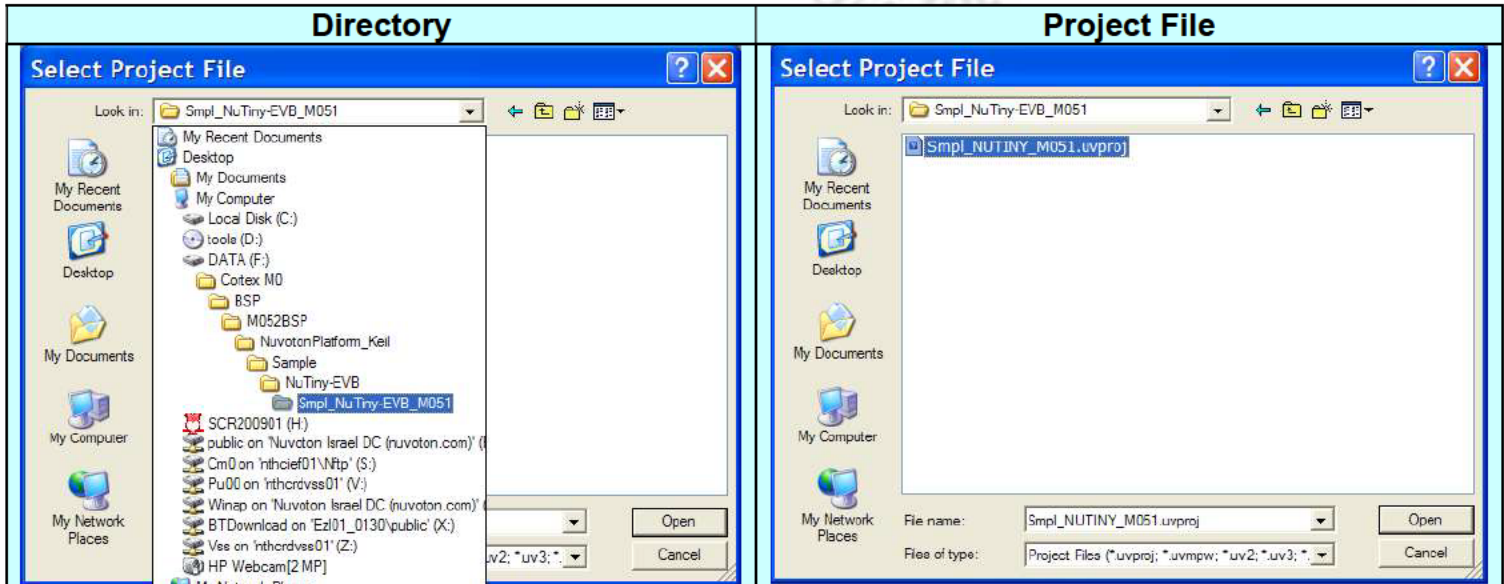 Directory
Project File
Select Project File
Look in:
Smpl_NuTiny-EVB_M051
My Recent Documents
Desktop
My Documents
My Computer
Local Disk (C:)
tools (D:)
DATA (F:)
Cortex M0
BSP
M052BSP
NuvotonPlatform_Keil
Sample
NuTiny-EVB
Smpl_NuTiny-EVB_M051
SCR200901 (H:)
public on 'Nuvoton Israel DC (nuvoton.com)' (
Cm0 on 'nthcief01\Nftp' (S:)
Pu00 on 'nthcrdvss01' (V:)
Winap on 'Nuvoton Israel DC (nuvoton.com)' (
BTDownload on 'Ezl01_0130\public' (X:)
Vss on 'nthcrdvss01' (Z:)
HP Webcam[2 MP]
My Recent
Documents
Desktop
My Documents
My Computer
My Network
Places
Open
uv2; *.uv3; *.
Cancel
Select Project File
Look in:
Smpl_NuTiny-EVB_M051
Smpl_NUTINY_M051.uvproj
My Recent
Documents
Desktop
My Documents
My Computer
My Network
Places
File name:
Smpl_NUTINY_M051.uvproj
Open
Files of type:
Project Files (*.uvproj; *.uvmpw; *.uv2; *.uv3; *.
Cancel